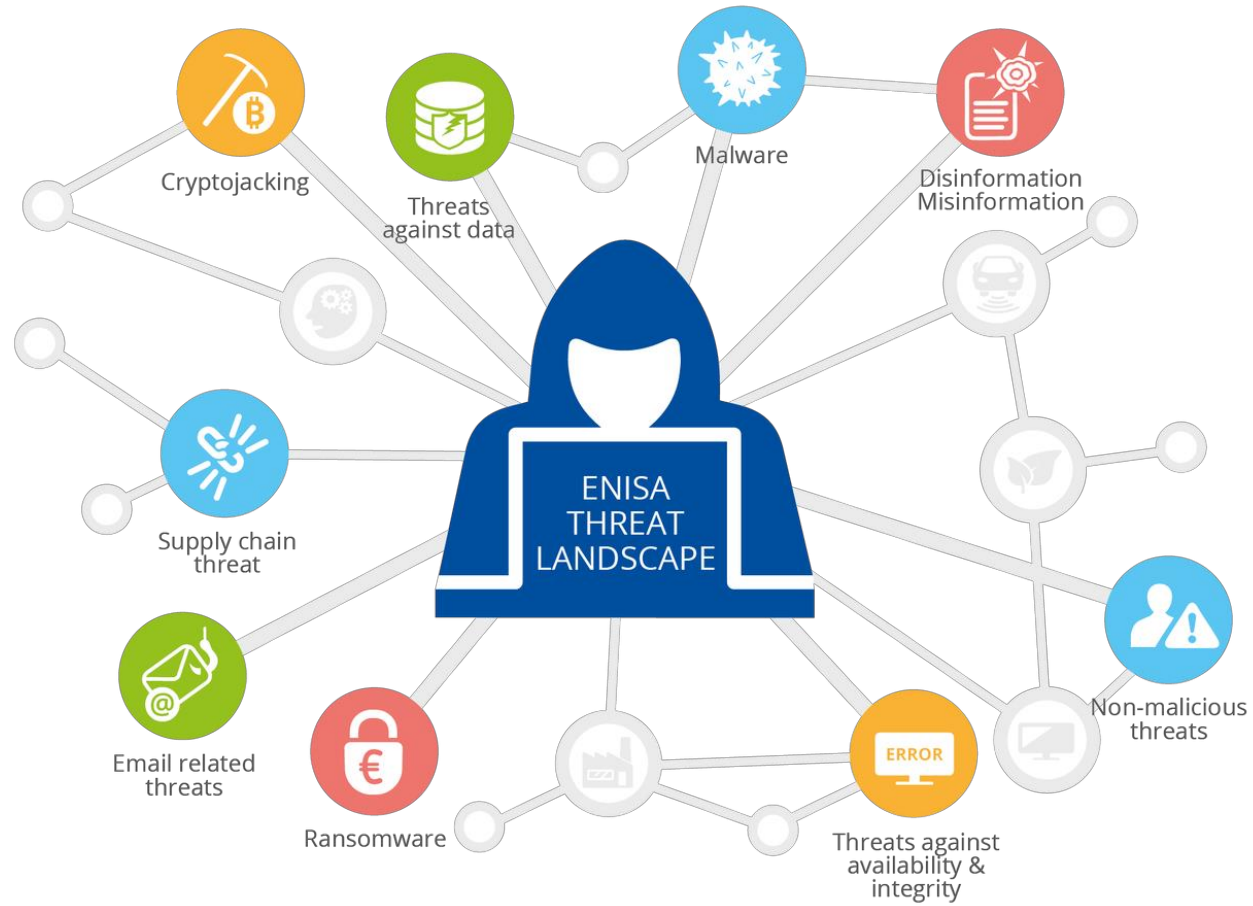 Cryptojacking
Threats
against data
Malware
Disinformation
Misinformation
ENISA
THREAT
LANDSCAPE
Supply chain
threat
Email related
threats
@
Ransomware
€
ERROR
Threats against
availability &
integrity
!
Non-malicious
threats